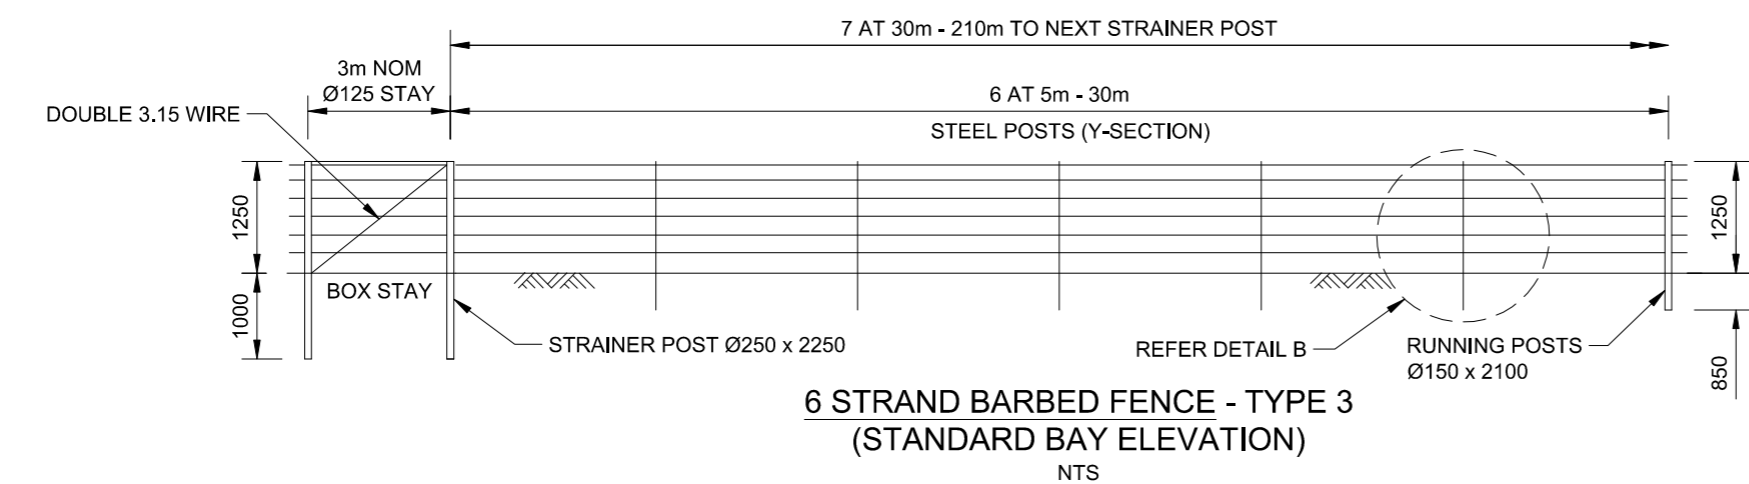 7 AT 30m - 210m TO NEXT STRAINER POST
3m NOM
Ø125 STAY
DOUBLE 3.15 WIRE
6 AT 5m - 30m
STEEL POSTS (Y-SECTION)
1250
1250
BOX STAY
1000
STRAINER POST Ø250 x 2250
REFER DETAIL B
RUNNING POSTS
Ø150 x 2100
850
6 STRAND BARBED FENCE - TYPE 3
(STANDARD BAY ELEVATION)
NTS